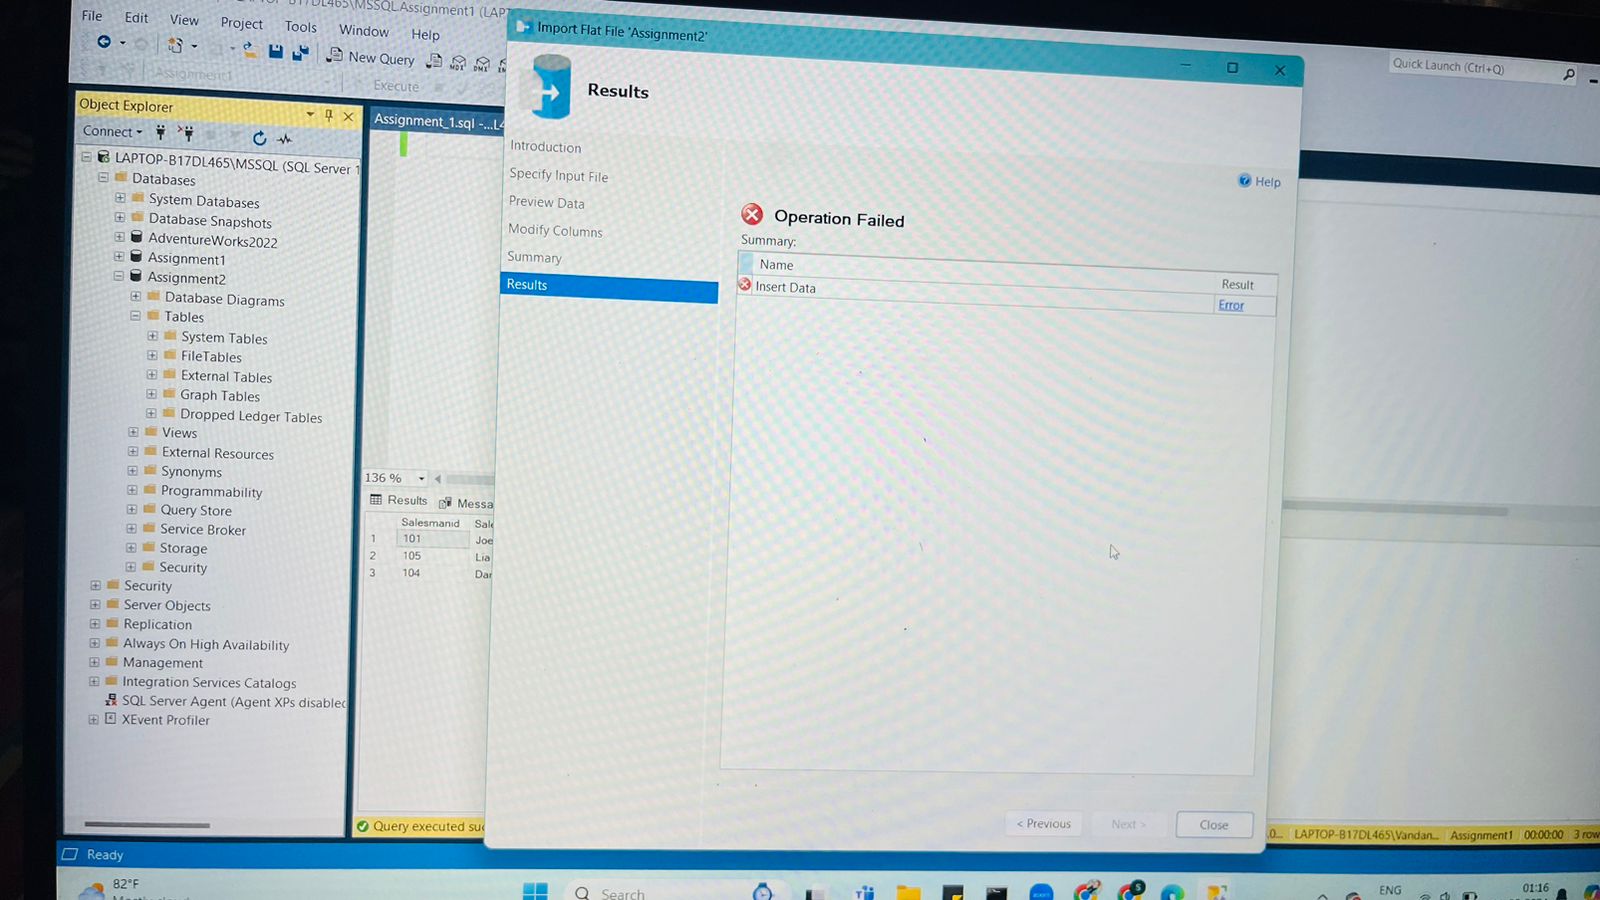 MSSQL.Assignment1 (LAPT
File Edit View Project Tools Window Help
New Query
Assignment1
Execute
Quick Launch (Ctrl+Q)
Object Explorer
Connect
LAPTOP-B17DL465\MSSQL (SQL Server 1
Databases
System Databases
Database Snapshots
AdventureWorks2022
Assignment1
Assignment2
Database Diagrams
Tables
System Tables
FileTables
External Tables
Graph Tables
Dropped Ledger Tables
Views
External Resources
Synonyms
Programmability
Query Store
Service Broker
Storage
Security
Security
Server Objects
Replication
Always On High Availability
Management
Integration Services Catalogs
SQL Server Agent (Agent XPs disabled
XEvent Profiler
Assignment_1.sql -...L4
136 %
Results Messa
Salesmanid Sale
1 101 Joe
2 105 Lia
3 104 Dar
Query executed suc
Import Flat File 'Assignment2'
Results
Introduction
Specify Input File
Preview Data
Modify Columns
Summary
Results
Help
Operation Failed
Summary:
Name Result
Insert Data Error
< Previous Next > Close
LAPTOP-B17DL465\Vandan... Assignment1 00:00:00 3 row
Ready
82°F
Search
ENG
01:16